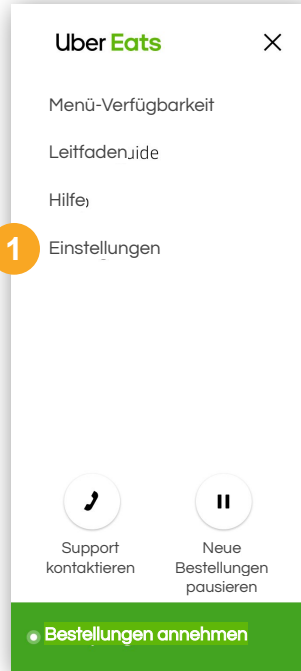 Uber Eats
Menü-Verfügbarkeit
Leitfaden
Hilfe
1 Einstellungen
Support
kontaktieren
Neue
Bestellungen
pausieren
Bestellungen annehmen